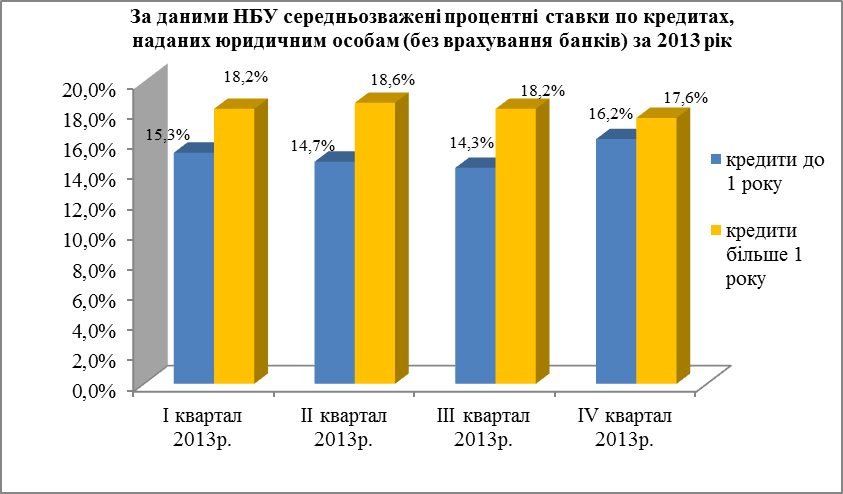 За даними НБУ середньозважені процентні ставки по кредитах,
наданих юридичним особам (без врахування банків) за 2013 рік
20,0%
18,0%
16,0%
14,0%
12,0%
10,0%
8,0%
6,0%
4,0%
2,0%
0,0%
15,3%
18,2%
14,7%
18,6%
14,3%
18,2%
16,2%
17,6%
І квартал
2013р.
ІІ квартал
2013р.
ІІІ квартал
2013р.
IV квартал
2013р.
кредити до
1 року
кредити
більше 1
року